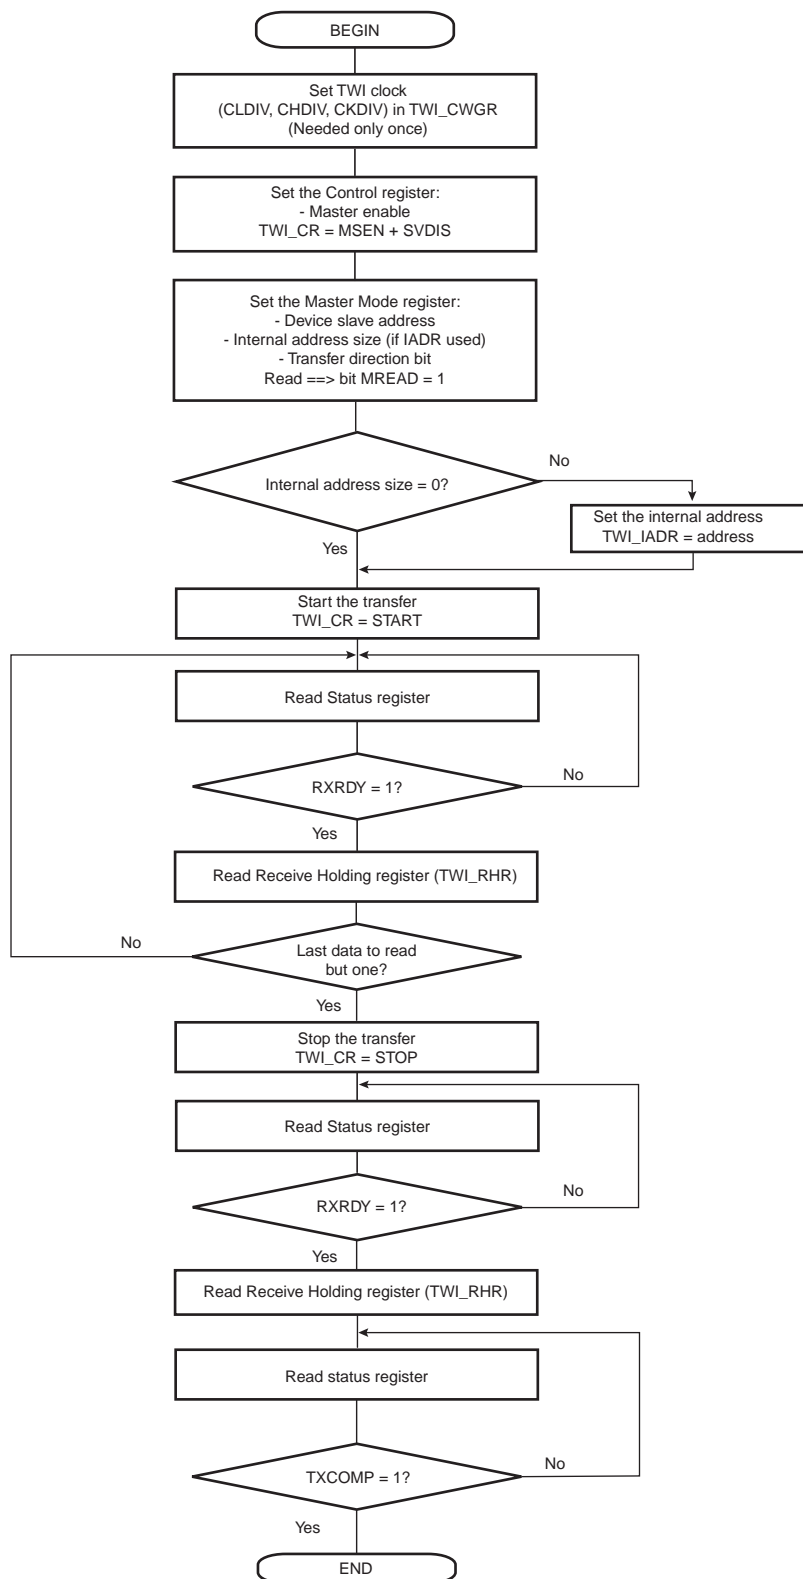 BEGIN
Set TWI clock
(CLDIV, CHDIV, CKDIV) in TWI_CWGR
(Needed only once)
Set the Control register:
- Master enable
TWI_CR = MSEN + SVDIS
Set the Master Mode register:
- Device slave address
- Internal address size (if IADR used)
- Transfer direction bit
Read ==> bit MREAD = 1
Internal address size = 0?
No
Set the internal address
TWI_IADR = address
Yes
Start the transfer
TWI_CR = START
Read Status register
RXRDY = 1?
No
Yes
Read Receive Holding register (TWI_RHR)
No
Last data to read
but one?
Yes
Stop the transfer
TWI_CR = STOP
Read Status register
RXRDY = 1?
No
Yes
Read Receive Holding register (TWI_RHR)
Read status register
TXCOMP = 1?
No
Yes
END